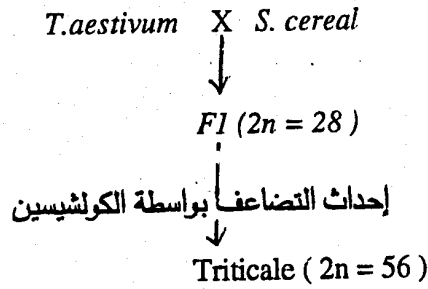 T.aestivum X S. cereal
F1 (2n = 28 )
إحداث التضاعف بواسطة الكولشيسين
Triticale ( 2n = 56 )